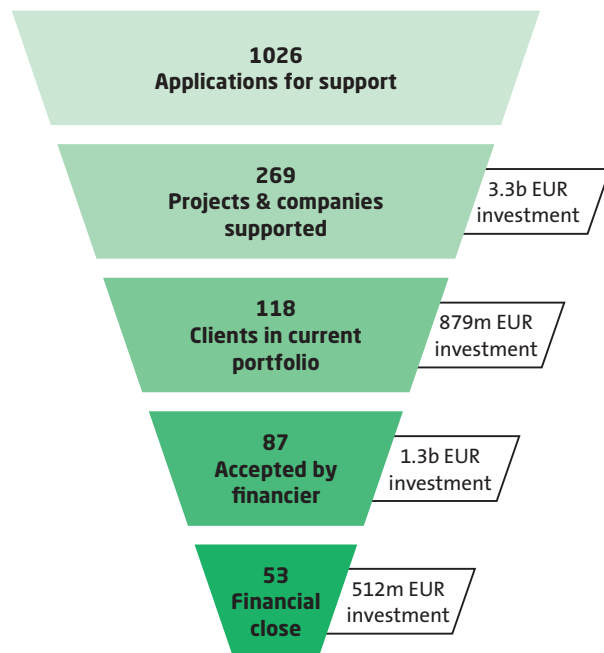 1026
Applications for support
269
Projects & companies
supported
3.3b EUR
investment
118
Clients in current
portfolio
879m EUR
investment
87
Accepted by
financier
1.3b EUR
investment
53
Financial
close
512m EUR
investment